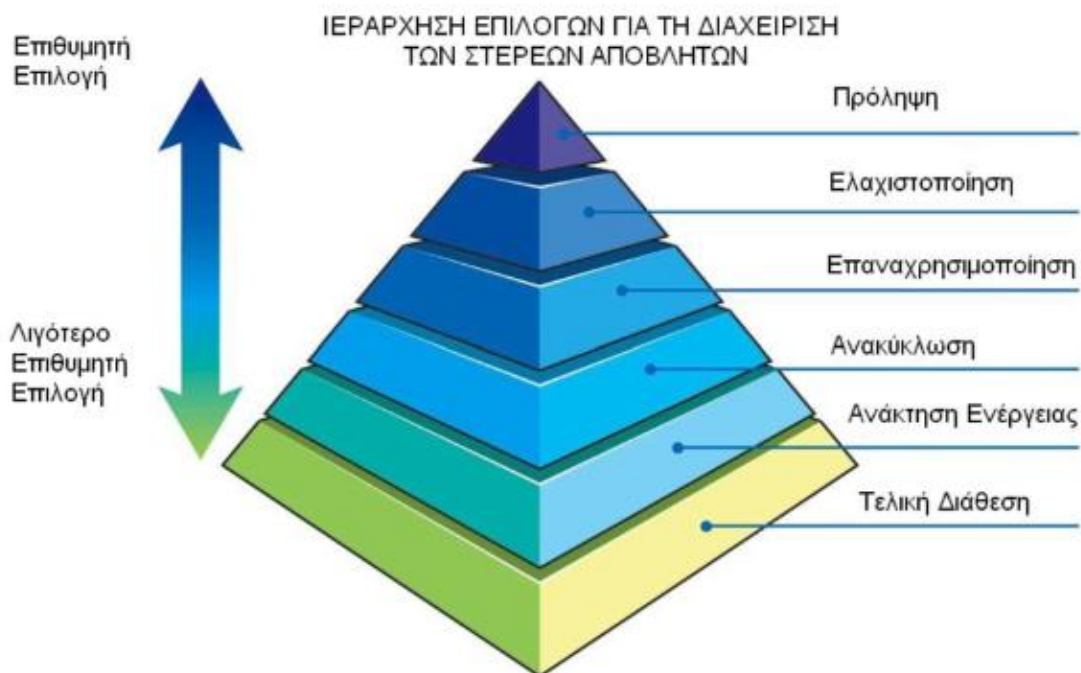 ΙΕΡΑΡΧΗΣΗ ΕΠΙΛΟΓΩΝ ΓΙΑ ΤΗ ΔΙΑΧΕΙΡΙΣΗ
ΤΩΝ ΣΤΕΡΕΩΝ ΑΠΟΒΛΗΤΩΝ
Επιθυμητή
Επιλογή
Πρόληψη
Ελαχιστοποίηση
Επαναχρησιμοποίηση
Λιγότερο
Επιθυμητή
Επιλογή
Ανακύκλωση
Ανάκτηση Ενέργειας
Τελική Διάθεση